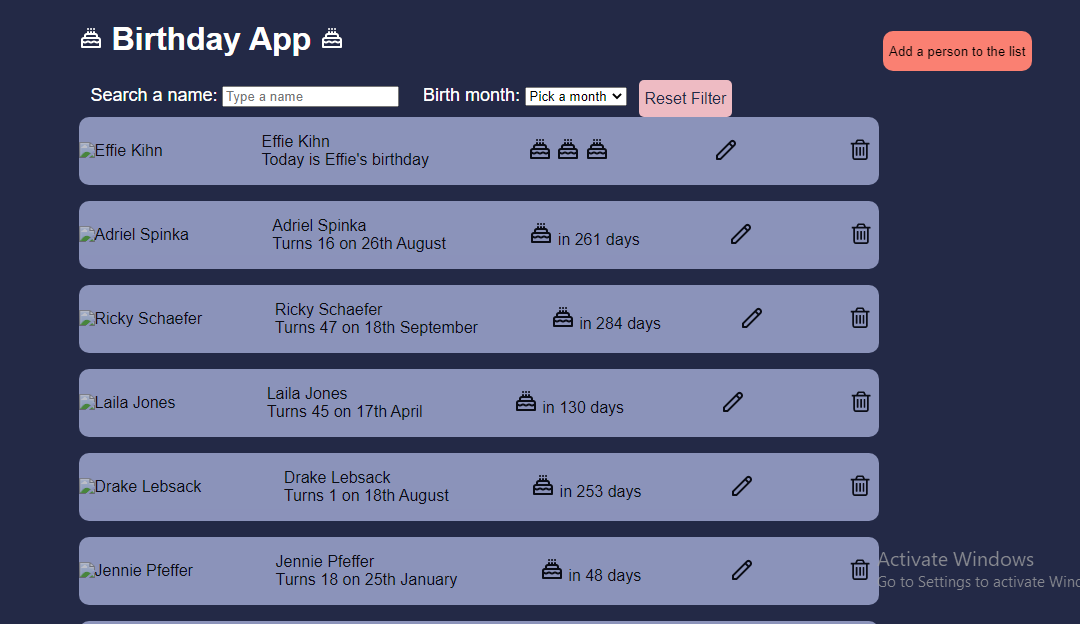 Birthday App
Add a person to the list
Search a name: Type a name Birth month: Pick a month Reset Filter
Effie Kihn
Effie Kihn
Today is Effie's birthday
Adriel Spinka
Adriel Spinka
Turns 16 on 26th August
in 261 days
Ricky Schaefer
Ricky Schaefer
Turns 47 on 18th September
in 284 days
Laila Jones
Laila Jones
Turns 45 on 17th April
in 130 days
Drake Lebsack
Drake Lebsack
Turns 1 on 18th August
in 253 days
Jennie Pfeffer
Jennie Pfeffer
Turns 18 on 25th January
in 48 days
Activate Windows
Go to Settings to activate Wind